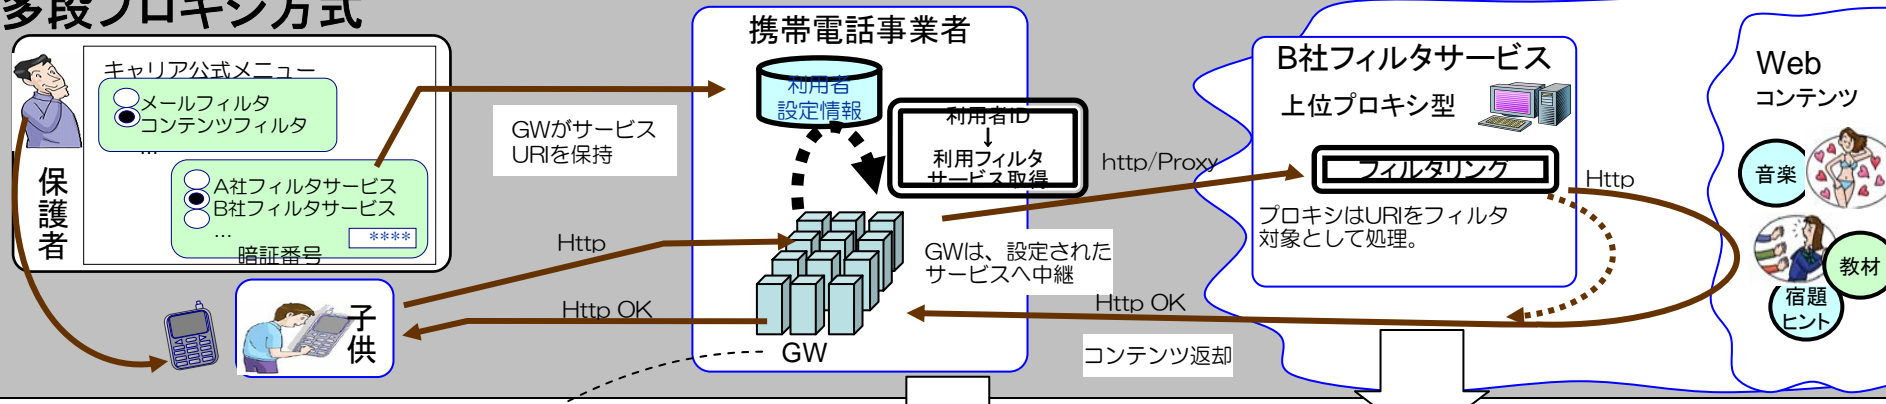 多段プロキシ方式
キャリア公式メニュー
メールフィルタ
コンテンツフィルタ
...
A社フィルタサービス
B社フィルタサービス
...
****
暗証番号
保護者
子供
GWがサービス
URIを保持
Http
Http OK
携帯電話事業者
利用者
設定情報
利用者ID
↓
利用フィルタ
サービス取得
GW
http/Proxy
GWは、設定された
サービスへ中継
Http OK
コンテンツ返却
B社フィルタサービス
上位プロキシ型
フィルタリング
プロキシはURIをフィルタ
対象として処理。
Http
Web
コンテンツ
音楽
教材
宿題
ヒント